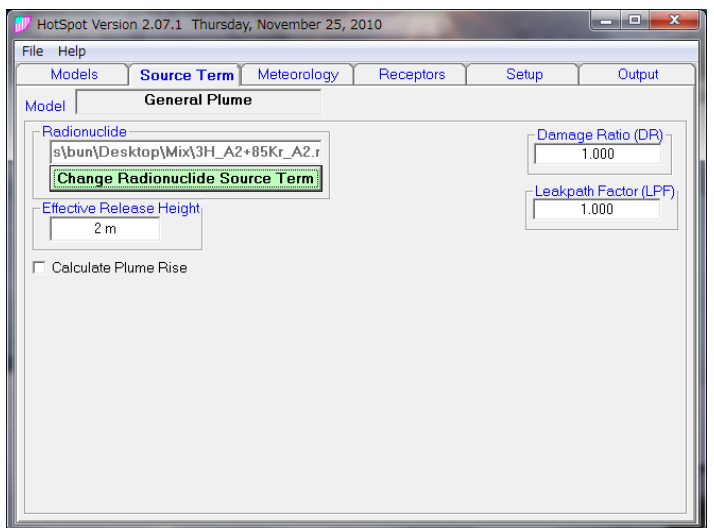 HotSpot Version 2.07.1 Thursday, November 25, 2010
File Help
Models Source Term Meteorology Receptors Setup Output
Model General Plume
Radionuclide
s\bun\Desktop\Mix\3H_A2+85Kr_A2.r
Change Radionuclide Source Term
Damage Ratio (DR)
1.000
Effective Release Height
2 m
Leakpath Factor (LPF)
1.000
Calculate Plume Rise